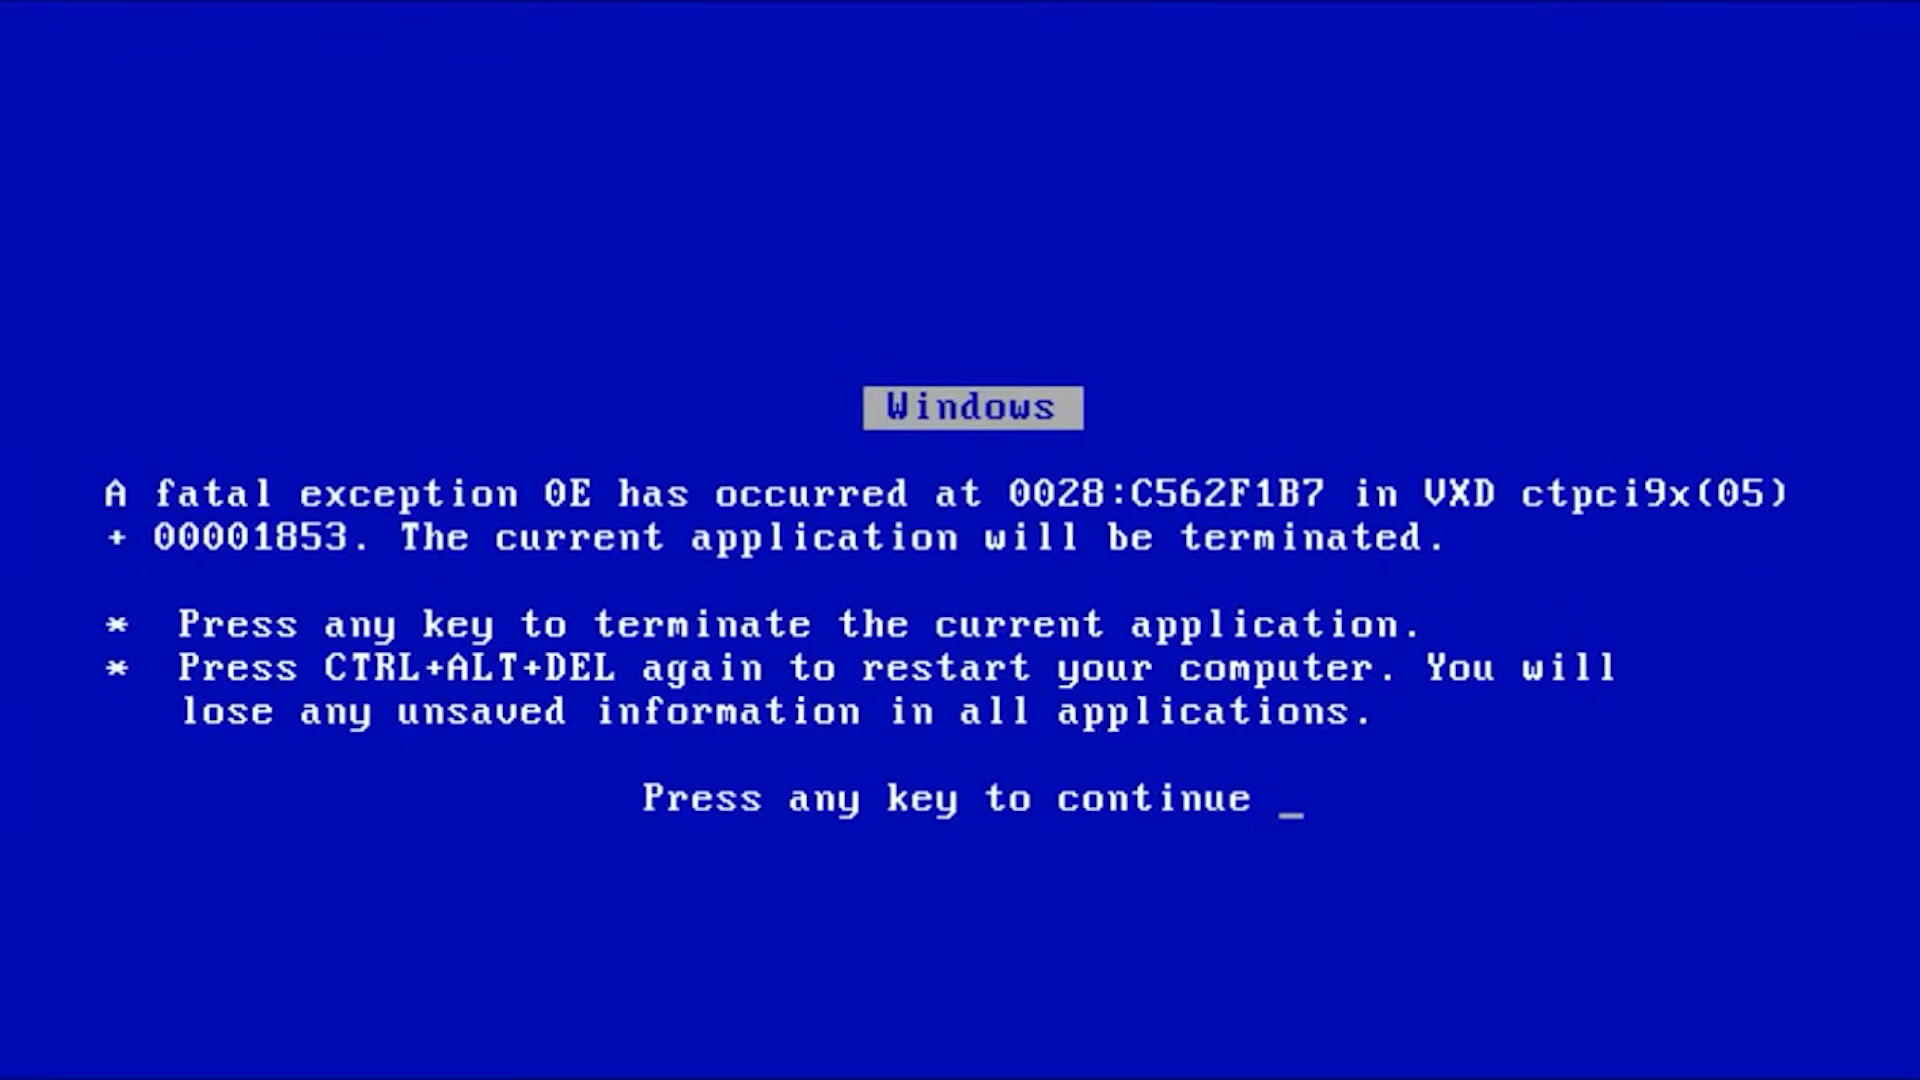 Windows
A fatal exception 0E has occurred at 0028:C562F1B7 in VXD ctpci9x(05)
+ 00001853. The current application will be terminated.
* Press any key to terminate the current application.
* Press CTRL+ALT+DEL again to restart your computer. You will
lose any unsaved information in all applications.
Press any key to continue _